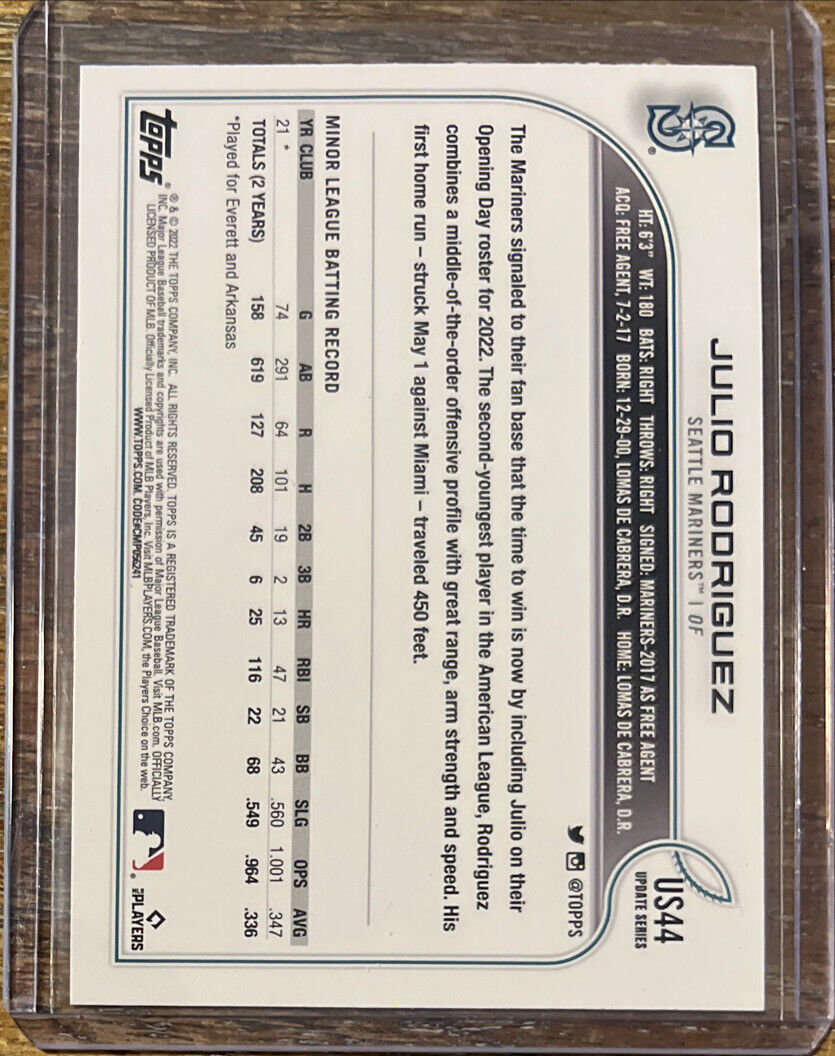 JULIO RODRIGUEZ
SEATTLE MARINERS™ | OF
US44
UPDATE SERIES
HT: 6'3" WT: 180 BATS: RIGHT THROWS: RIGHT SIGNED: MARINERS-2017 AS FREE AGENT
ACQ: FREE AGENT, 7-2-17 BORN: 12-29-00, LOMAS DE CABRERA, D.R. HOME: LOMAS DE CABRERA, D.R.
S
®
@TOPPS
The Mariners signaled to their fan base that the time to win is now by including Julio on their
Opening Day roster for 2022. The second-youngest player in the American League, Rodriguez
combines a middle-of-the-order offensive profile with great range, arm strength and speed. His
first home run – struck May 1 against Miami – traveled 450 feet.
MINOR LEAGUE BATTING RECORD
YR CLUB G AB R H 2B 3B HR RBI SB BB SLG OPS AVG
21 * 74 291 64 101 19 2 13 47 21 43 .560 1.001 .347
TOTALS (2 YEARS) 158 619 127 208 45 6 25 116 22 68 .549 .964 .336
*Played for Everett and Arkansas
topps®
® & © 2022 THE TOPPS COMPANY, INC. ALL RIGHTS RESERVED. TOPPS IS A REGISTERED TRADEMARK OF THE TOPPS COMPANY,
INC. Major League Baseball trademarks and copyrights are used with permission of Major League Baseball. Visit MLB.com. OFFICIALLY
LICENSED PRODUCT OF MLB Officially Licensed Product of MLB Players, Inc. Visit MLBPLAYERS.COM, the Players Choice on the web.
WWW.TOPPS.COM. CODE#CMP056241
®
MLB PLAYERS